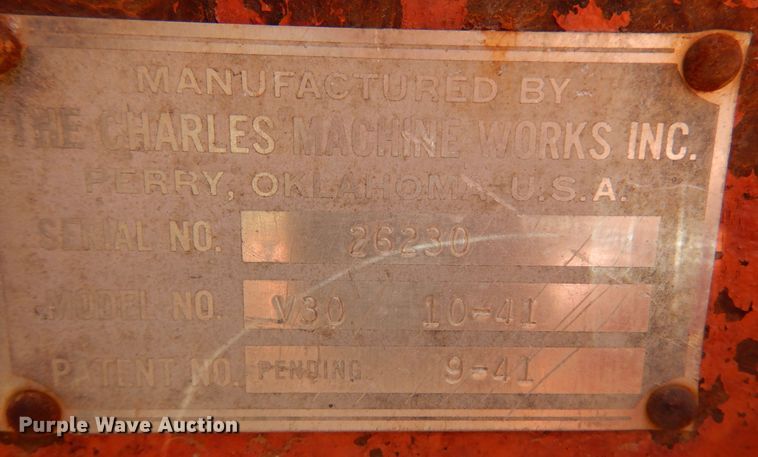 MANUFACTURED BY
THE CHARLES MACHINE WORKS INC.
PERRY, OKLAHOMA, U.S.A.
SERIAL NO. 26230
MODEL NO. V30 10-41
PATENT NO. PENDING 9-41
Purple Wave Auction